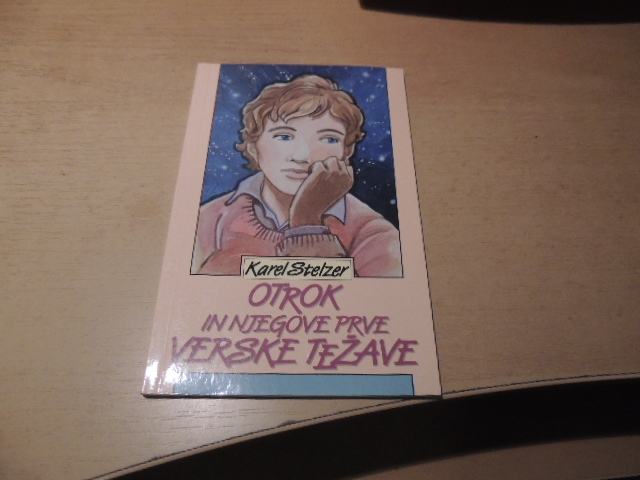 Karel Stelzer
OTROK
IN NJEGOVE PRVE
VERSKE TEŽAVE